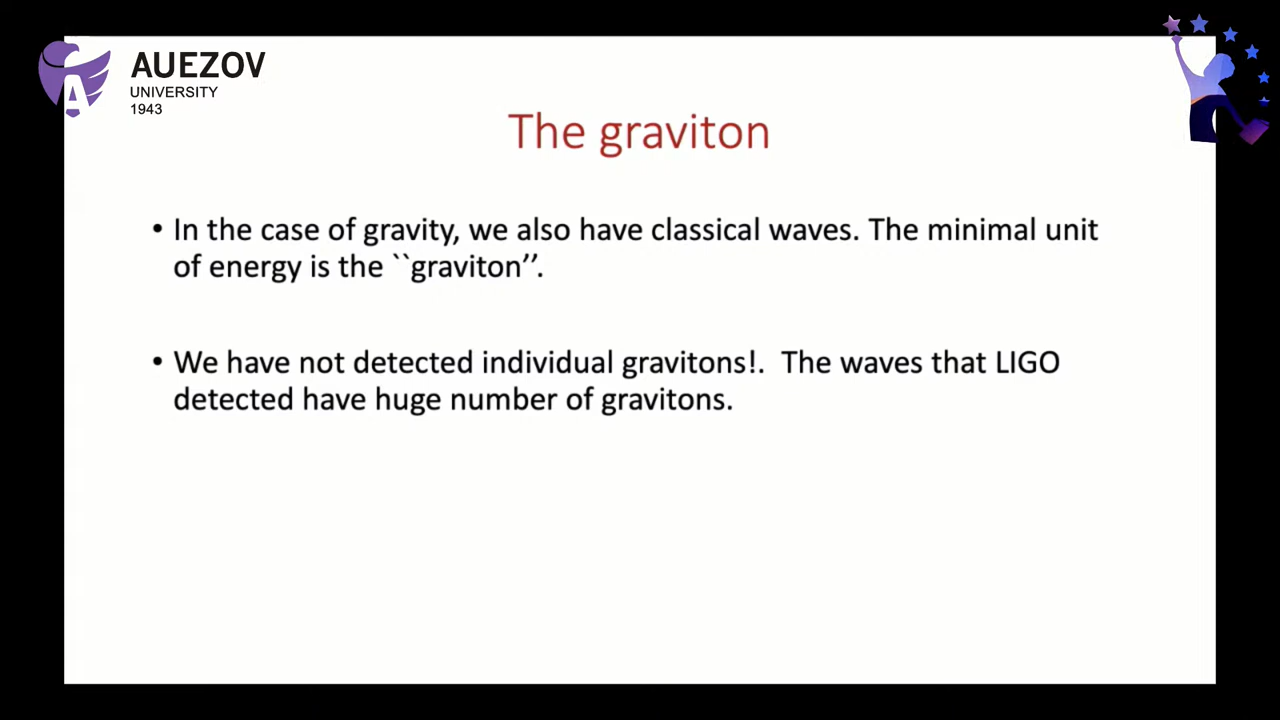 AUEZOV
UNIVERSITY
1943
The graviton
• In the case of gravity, we also have classical waves. The minimal unit
of energy is the ``graviton’’.
• We have not detected individual gravitons!.  The waves that LIGO
detected have huge number of gravitons.